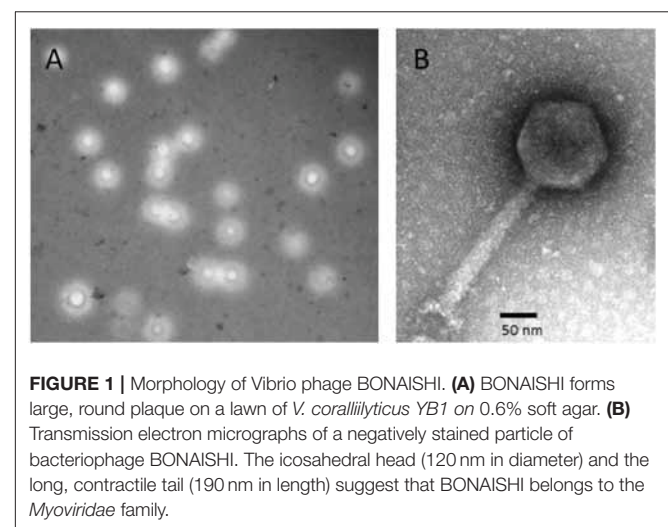 A
B
50 nm
FIGURE 1 | Morphology of Vibrio phage BONAISHI. (A) BONAISHI forms
large, round plaque on a lawn of V. coralliilyticus YB1 on 0.6% soft agar. (B)
Transmission electron micrographs of a negatively stained particle of
bacteriophage BONAISHI. The icosahedral head (120 nm in diameter) and the
long, contractile tail (190 nm in length) suggest that BONAISHI belongs to the
Myoviridae family.